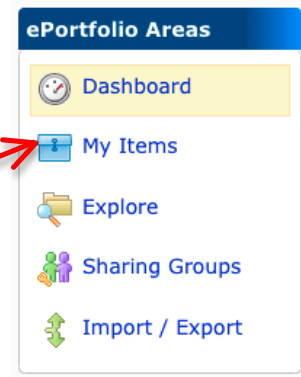 ePortfolio Areas
Dashboard
My Items
Explore
Sharing Groups
Import / Export